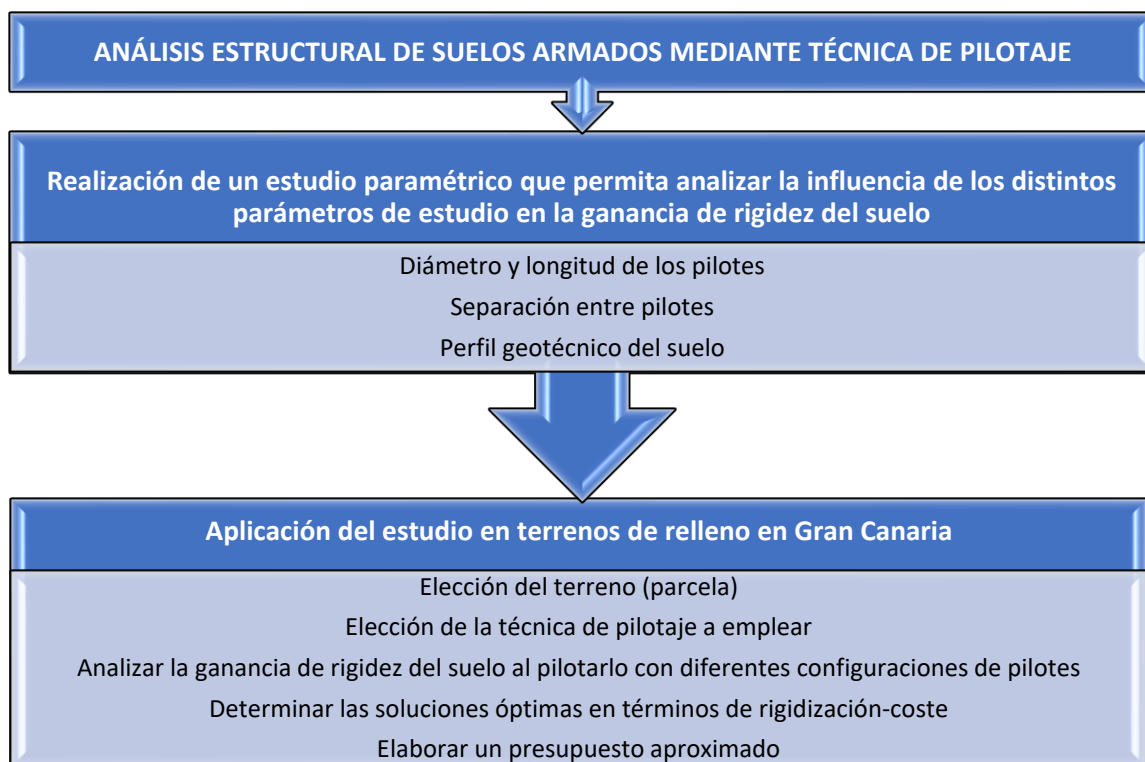 ANÁLISIS ESTRUCTURAL DE SUELOS ARMADOS MEDIANTE TÉCNICA DE PILOTAJE
Realización de un estudio paramétrico que permita analizar la influencia de los distintos
parámetros de estudio en la ganancia de rigidez del suelo
Diámetro y longitud de los pilotes
Separación entre pilotes
Perfil geotécnico del suelo
Aplicación del estudio en terrenos de relleno en Gran Canaria
Elección del terreno (parcela)
Elección de la técnica de pilotaje a emplear
Analizar la ganancia de rigidez del suelo al pilotarlo con diferentes configuraciones de pilotes
Determinar las soluciones óptimas en términos de rigidización-coste
Elaborar un presupuesto aproximado